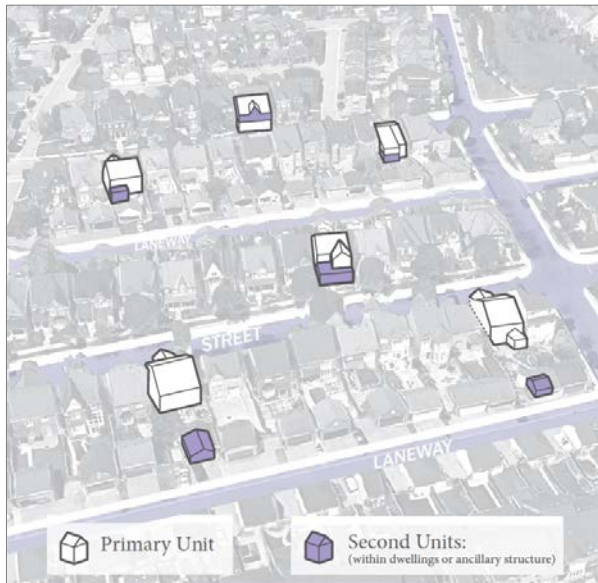 LANEWAY
STREET
LANEWAY
Primary Unit
Second Units:
(within dwellings or ancillary structure)